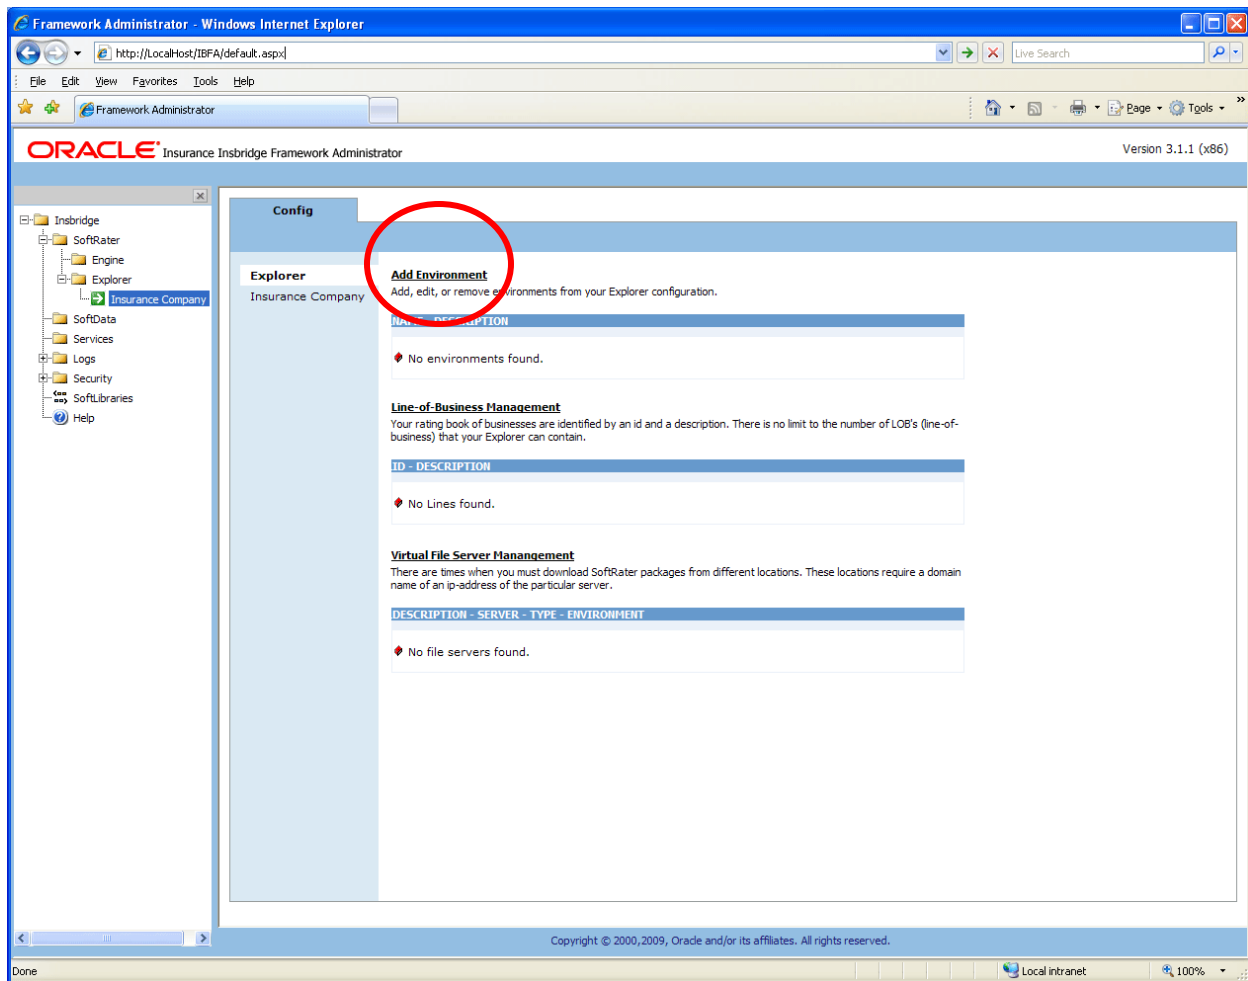 Framework Administrator - Windows Internet Explorer
http://LocalHost/IBFA/default.aspx
Live Search
File Edit View Favorites Tools Help
Framework Administrator
Page Tools
ORACLE Insurance Insbridge Framework Administrator
Version 3.1.1 (x86)
Insbridge
SoftRater
Engine
Explorer
Insurance Company
SoftData
Services
Logs
Security
SoftLibraries
Help
Config
Explorer
Insurance Company
Add Environment
Add, edit, or remove environments from your Explorer configuration.
NAME - DESCRIPTION
No environments found.
Line-of-Business Management
Your rating book of businesses are identified by an id and a description. There is no limit to the number of LOB's (line-of-
business) that your Explorer can contain.
ID - DESCRIPTION
No Lines found.
Virtual File Server Manangement
There are times when you must download SoftRater packages from different locations. These locations require a domain
name of an ip-address of the particular server.
DESCRIPTION - SERVER - TYPE - ENVIRONMENT
No file servers found.
Copyright © 2000,2009, Oracle and/or its affiliates. All rights reserved.
Done
Local intranet
100%